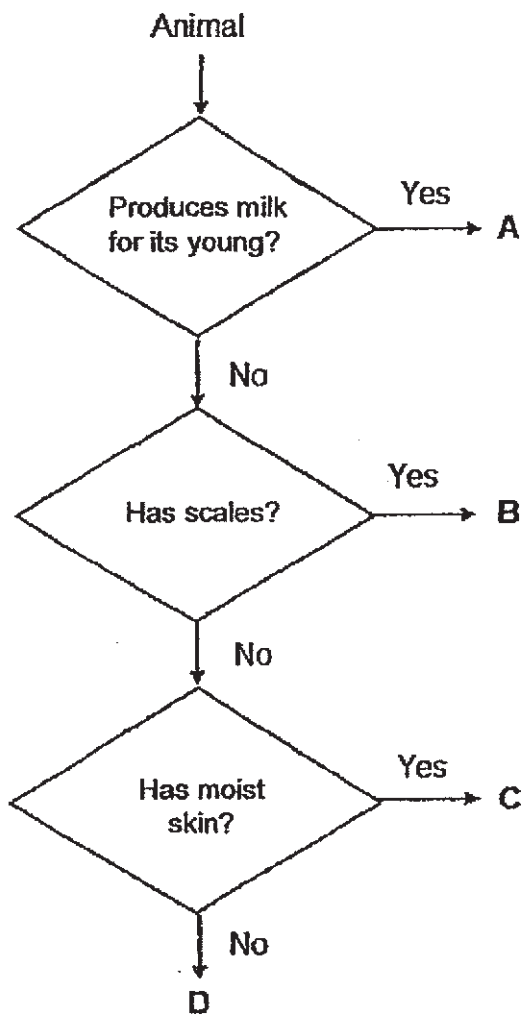 Animal
Produces milk
for its young?
Yes
A
No
Has scales?
Yes
B
No
Has moist
skin?
Yes
C
No
D